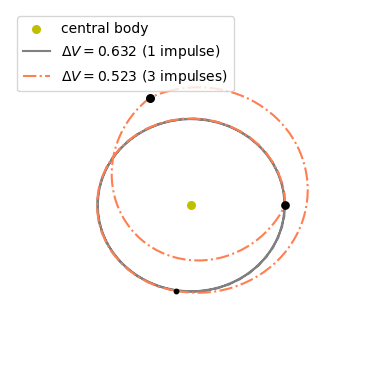 central body
ΔV = 0.632 (1 impulse)
ΔV = 0.523 (3 impulses)